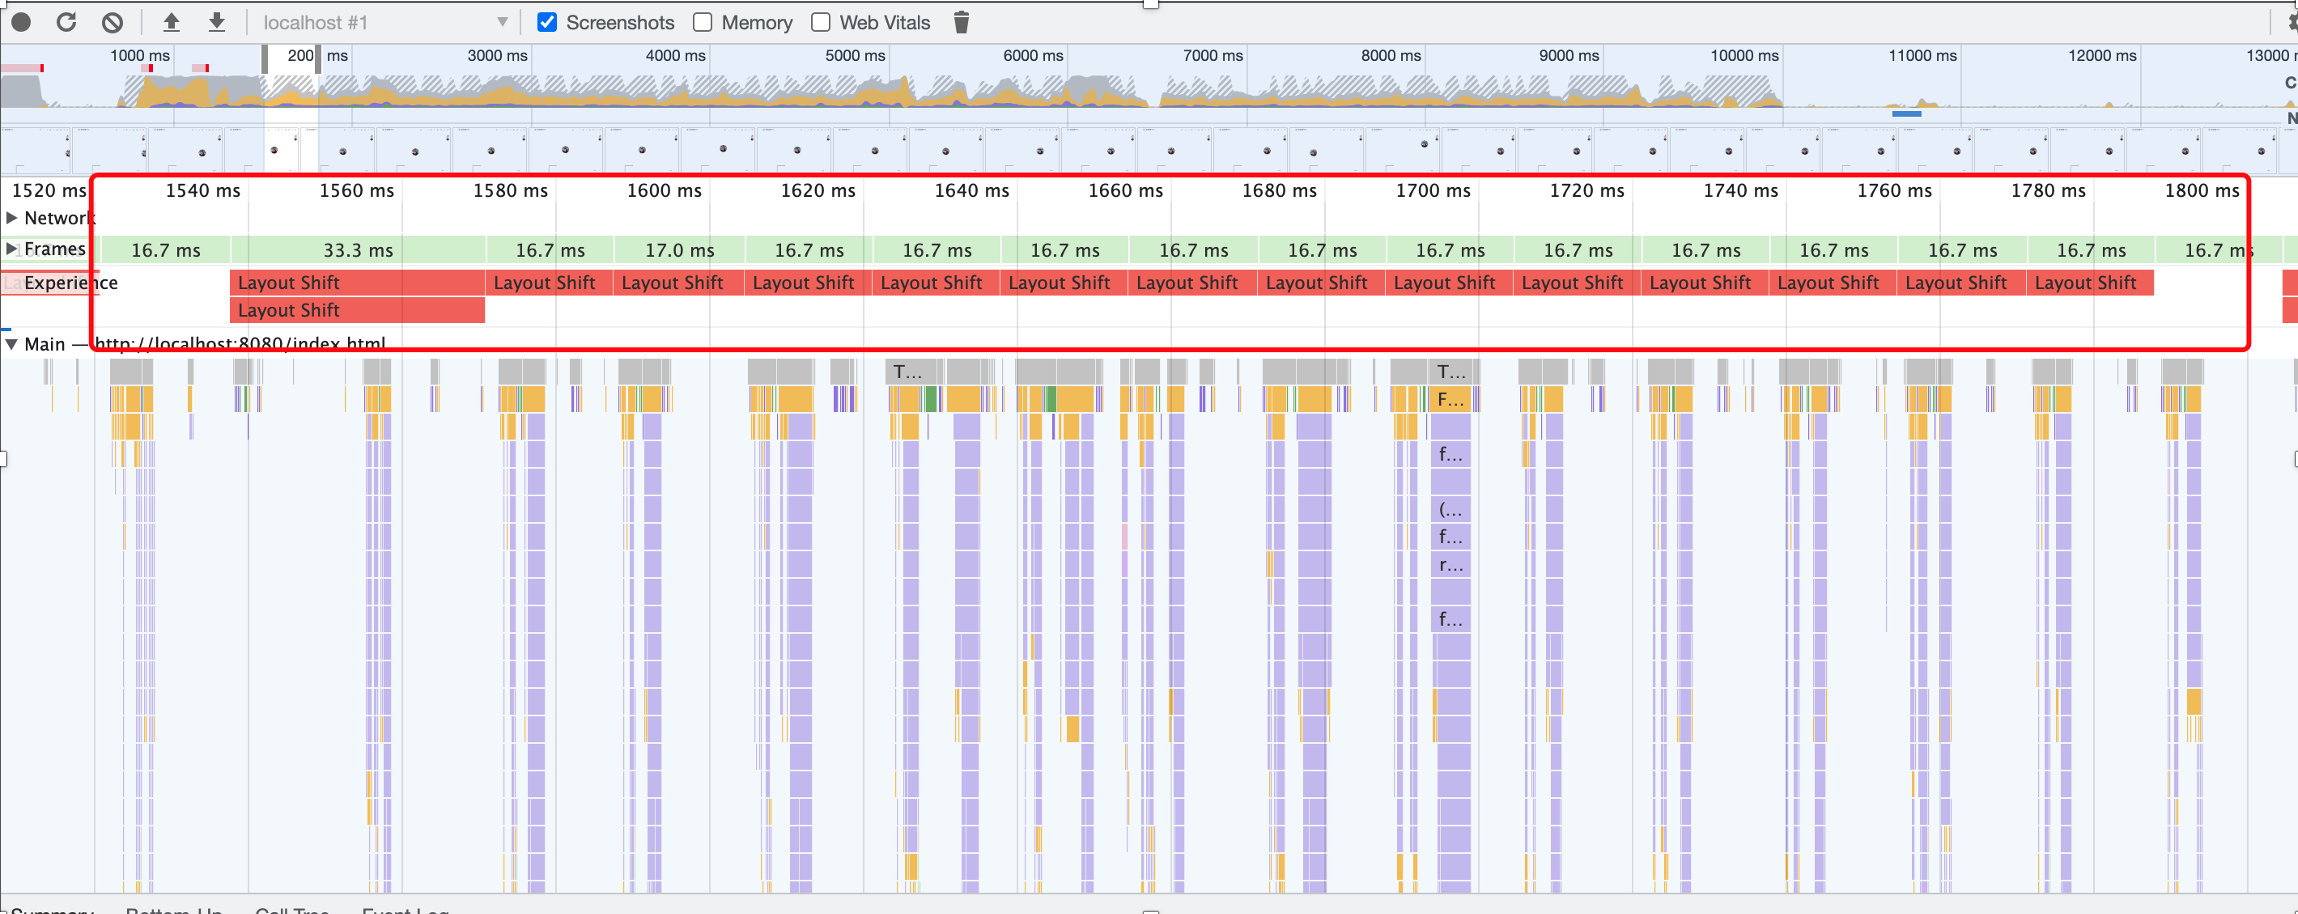 localhost #1 Screenshots Memory Web Vitals
1000 ms 200 ms 3000 ms 4000 ms 5000 ms 6000 ms 7000 ms 8000 ms 9000 ms 10000 ms 11000 ms 12000 ms 13000
C
N
1520 ms 1540 ms 1560 ms 1580 ms 1600 ms 1620 ms 1640 ms 1660 ms 1680 ms 1700 ms 1720 ms 1740 ms 1760 ms 1780 ms 1800 ms
Network
Frames 16.7 ms 33.3 ms 16.7 ms 17.0 ms 16.7 ms 16.7 ms 16.7 ms 16.7 ms 16.7 ms 16.7 ms 16.7 ms 16.7 ms 16.7 ms 16.7 ms 16.7 ms 16.7 ms
Experience Layout Shift Layout Shift Layout Shift Layout Shift Layout Shift Layout Shift Layout Shift Layout Shift Layout Shift Layout Shift Layout Shift Layout Shift Layout Shift Layout Shift
Layout Shift
Main — http://localhost:8080/index.html
T... T...
F...
f...
(...
f...
r...
f...
Summary Bottom-Up Call Tree Event Log